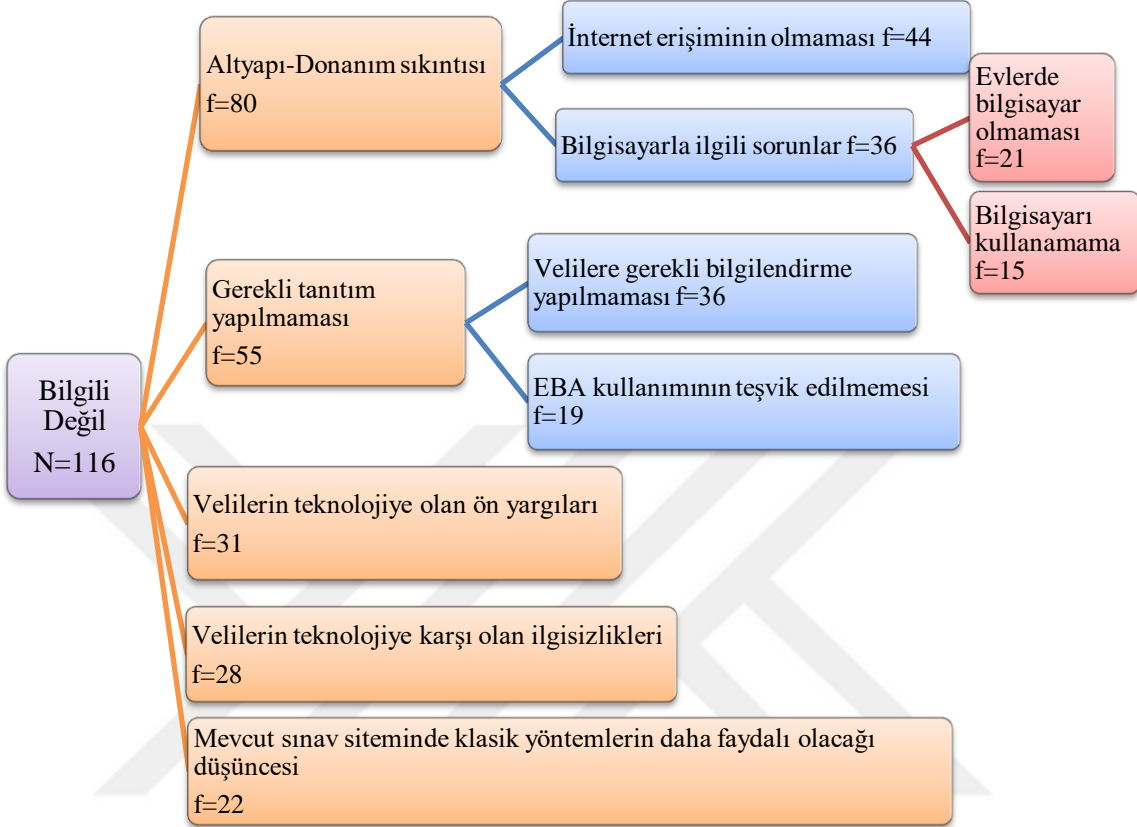 Bilgili
Değil
N=116
Altyapı-Donanım sıkıntısı
f=80
İnternet erişiminin olmaması f=44
Bilgisayarla ilgili sorunlar f=36
Evlerde
bilgisayar
olmaması
f=21
Bilgisayarı
kullanamama
f=15
Gerekli tanıtım
yapılmaması
f=55
Velilere gerekli bilgilendirme
yapılmaması f=36
EBA kullanımının teşvik edilmemesi
f=19
Velilerin teknolojiye olan ön yargıları
f=31
Velilerin teknolojiye karşı olan ilgisizlikleri
f=28
Mevcut sınav siteminde klasik yöntemlerin daha faydalı olacağı
düşüncesi
f=22